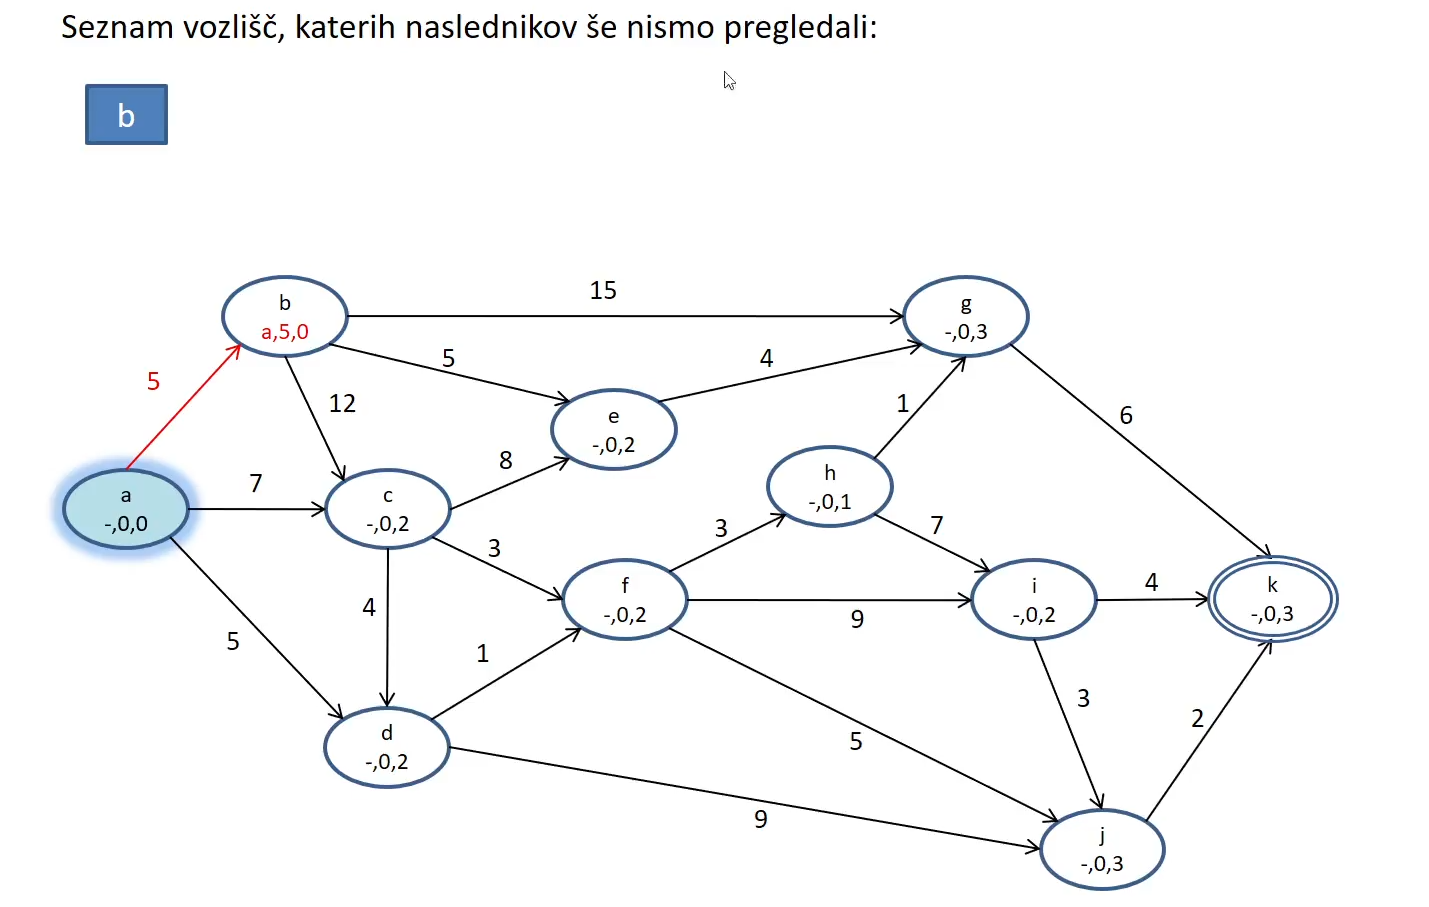 Seznam vozlišč, katerih naslednikov še nismo pregledali:
b
15
b
a,5,0
g
-,0,3
5
4
5
12
1
6
e
-,0,2
8
7
h
-,0,1
a
-,0,0
c
-,0,2
3
7
3
f
-,0,2
4
i
-,0,2
4
k
-,0,3
9
5
1
3
2
d
-,0,2
5
9
j
-,0,3